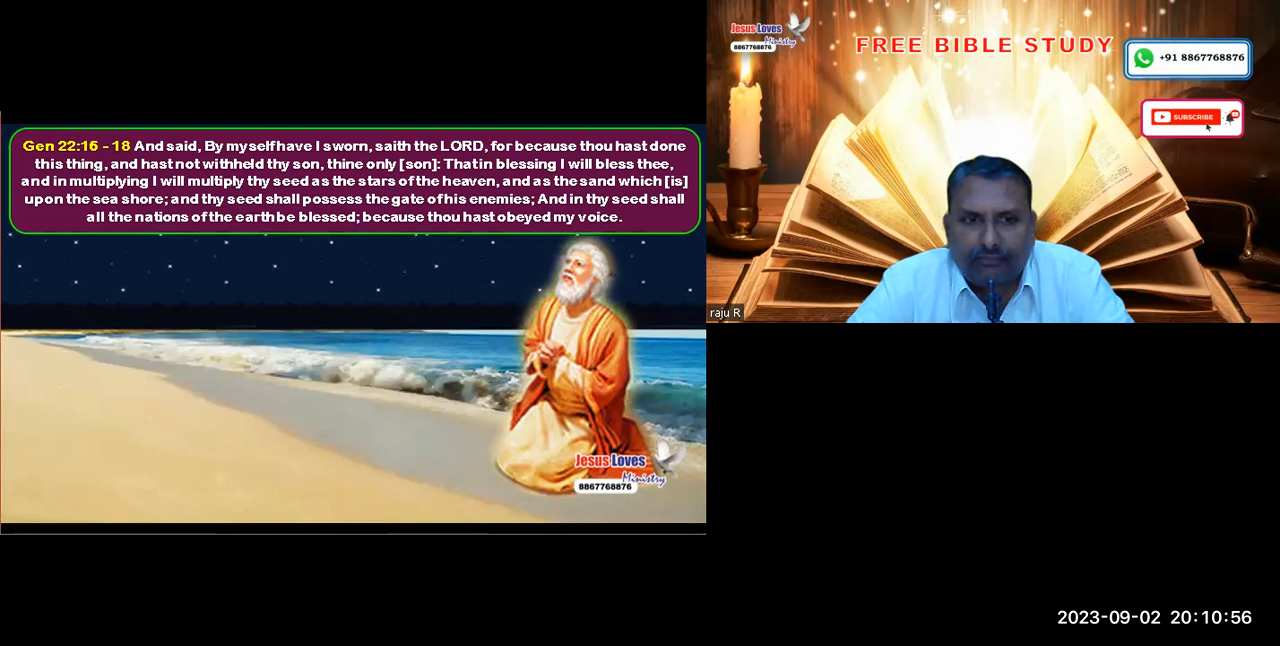 Gen 22:16 - 18 And said, By myself have I sworn, saith the LORD, for because thou hast done
this thing, and hast not withheld thy son, thine only [son]: That in blessing I will bless thee,
and in multiplying I will multiply thy seed as the stars of the heaven, and as the sand which [is]
upon the sea shore; and thy seed shall possess the gate of his enemies; And in thy seed shall
all the nations of the earth be blessed; because thou hast obeyed my voice.
Jesus Loves
Ministry
8867768876
Jesus Loves
Ministry
8867768876
FREE BIBLE STUDY
+91 8867768876
SUBSCRIBE
raju R
2023-09-02 20:10:56